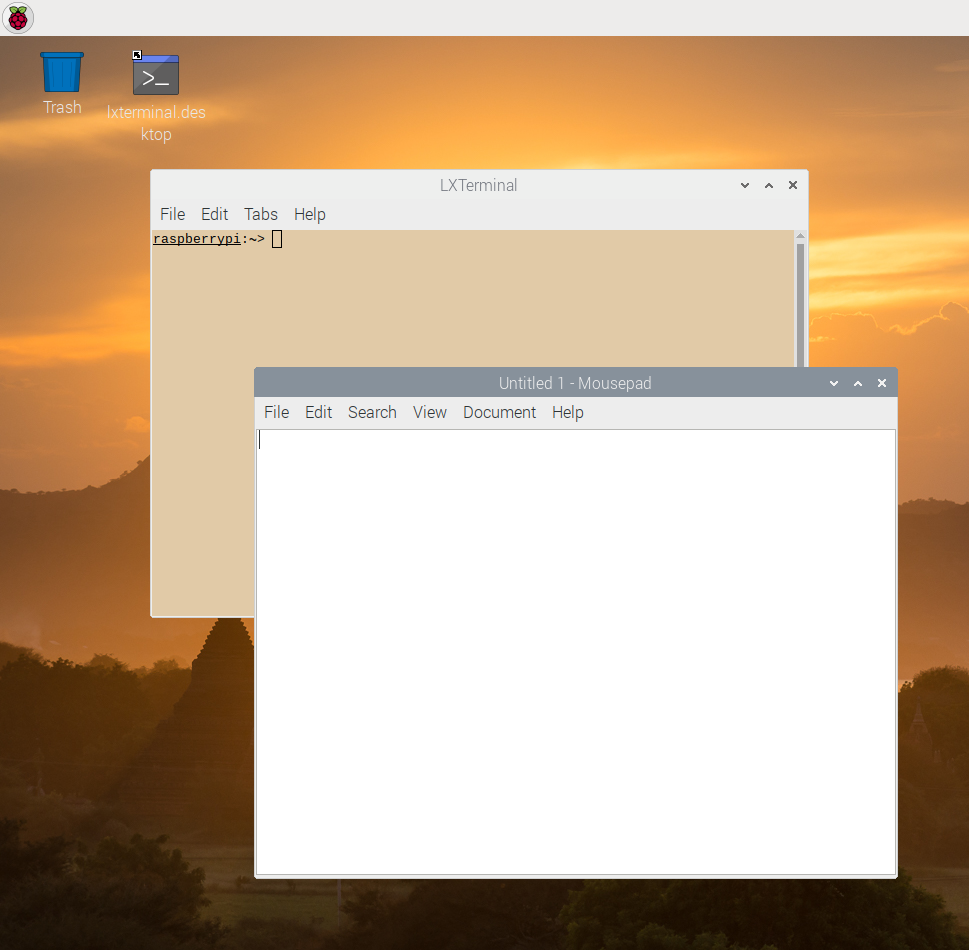 Trash
lxterminal.des
ktop
LXTerminal
File Edit Tabs Help
raspberrypi:~>
Untitled 1 - Mousepad
File Edit Search View Document Help